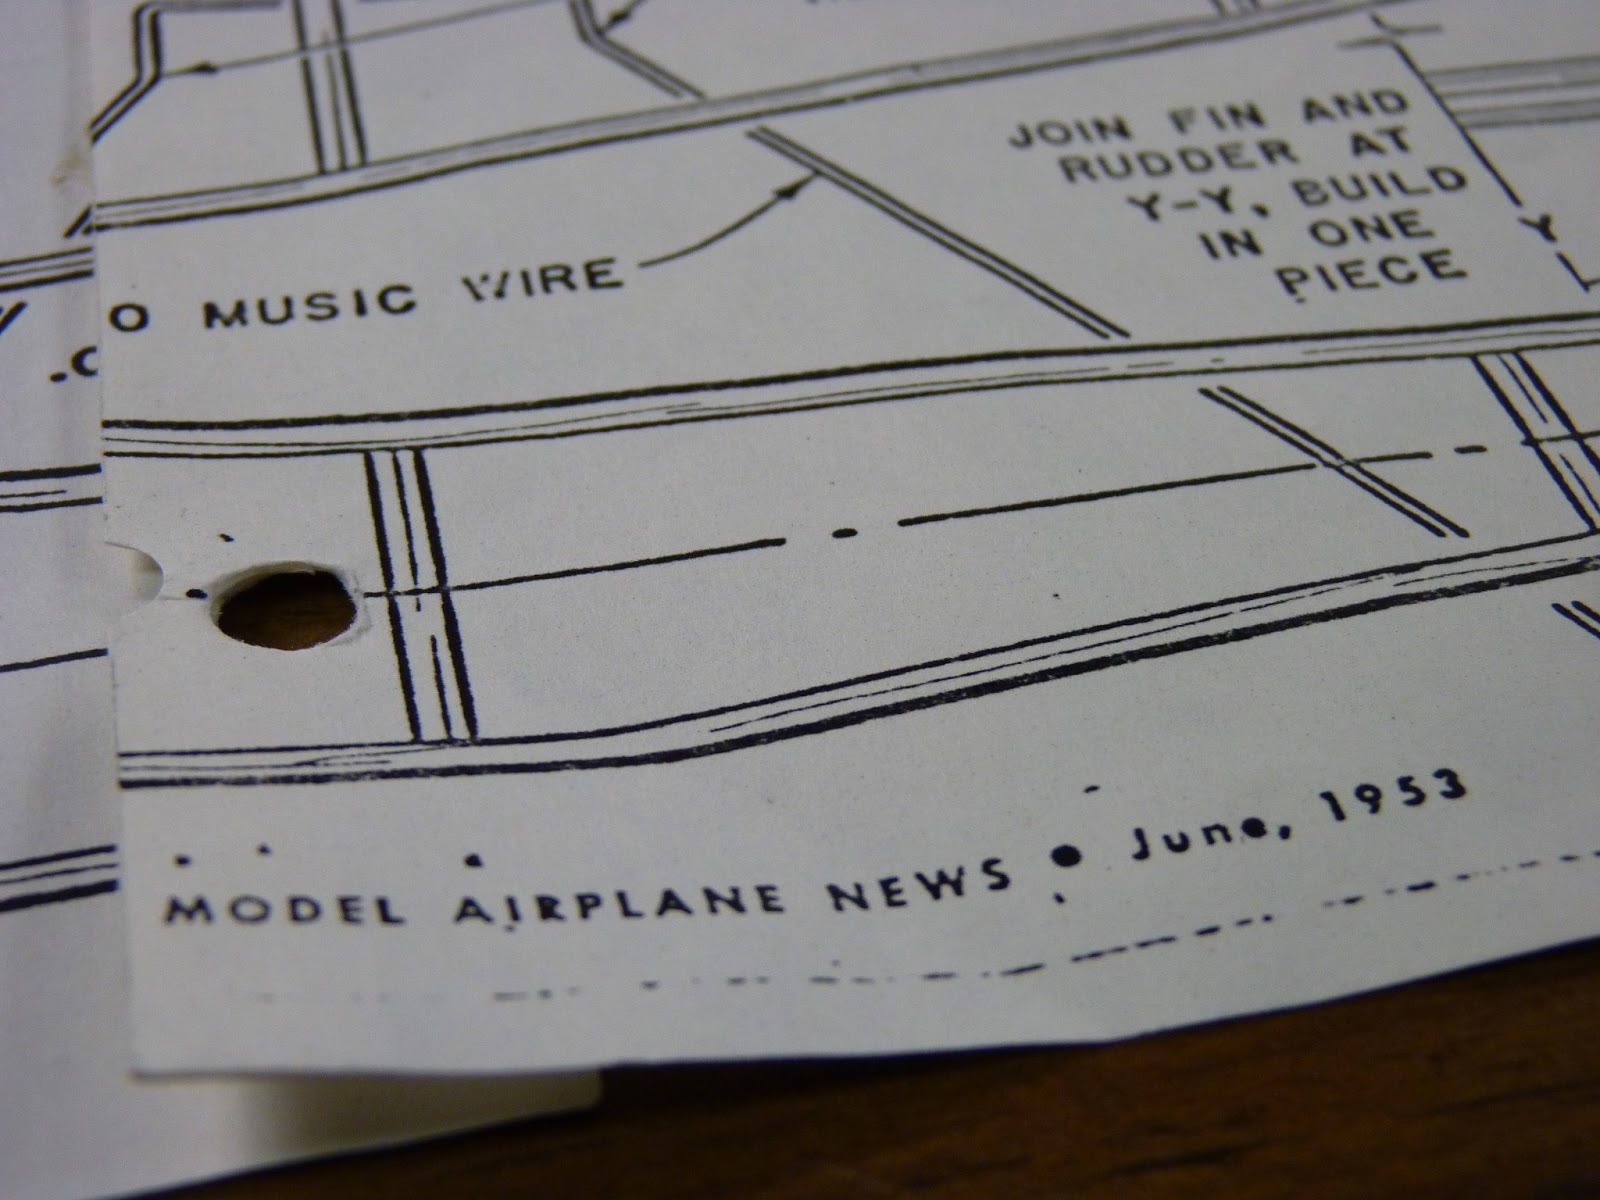 JOIN FIN AND
RUDDER AT
Y-Y, BUILD
IN ONE
PIECE
Y
O MUSIC WIRE
MODEL AIRPLANE NEWS • June, 1953